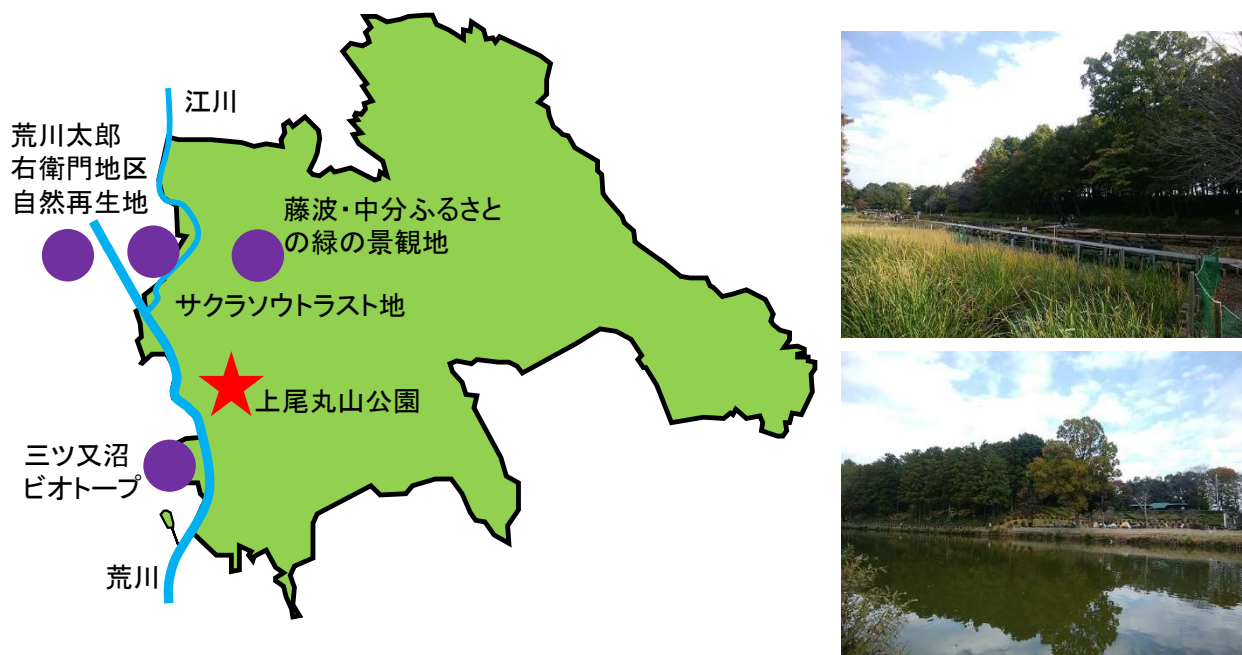 江川
荒川太郎
右衛門地区
自然再生地
藤波・中分ふるさと
の緑の景観地
サクラソウトラスト地
上尾丸山公園
三ツ又沼
ビオトープ
荒川